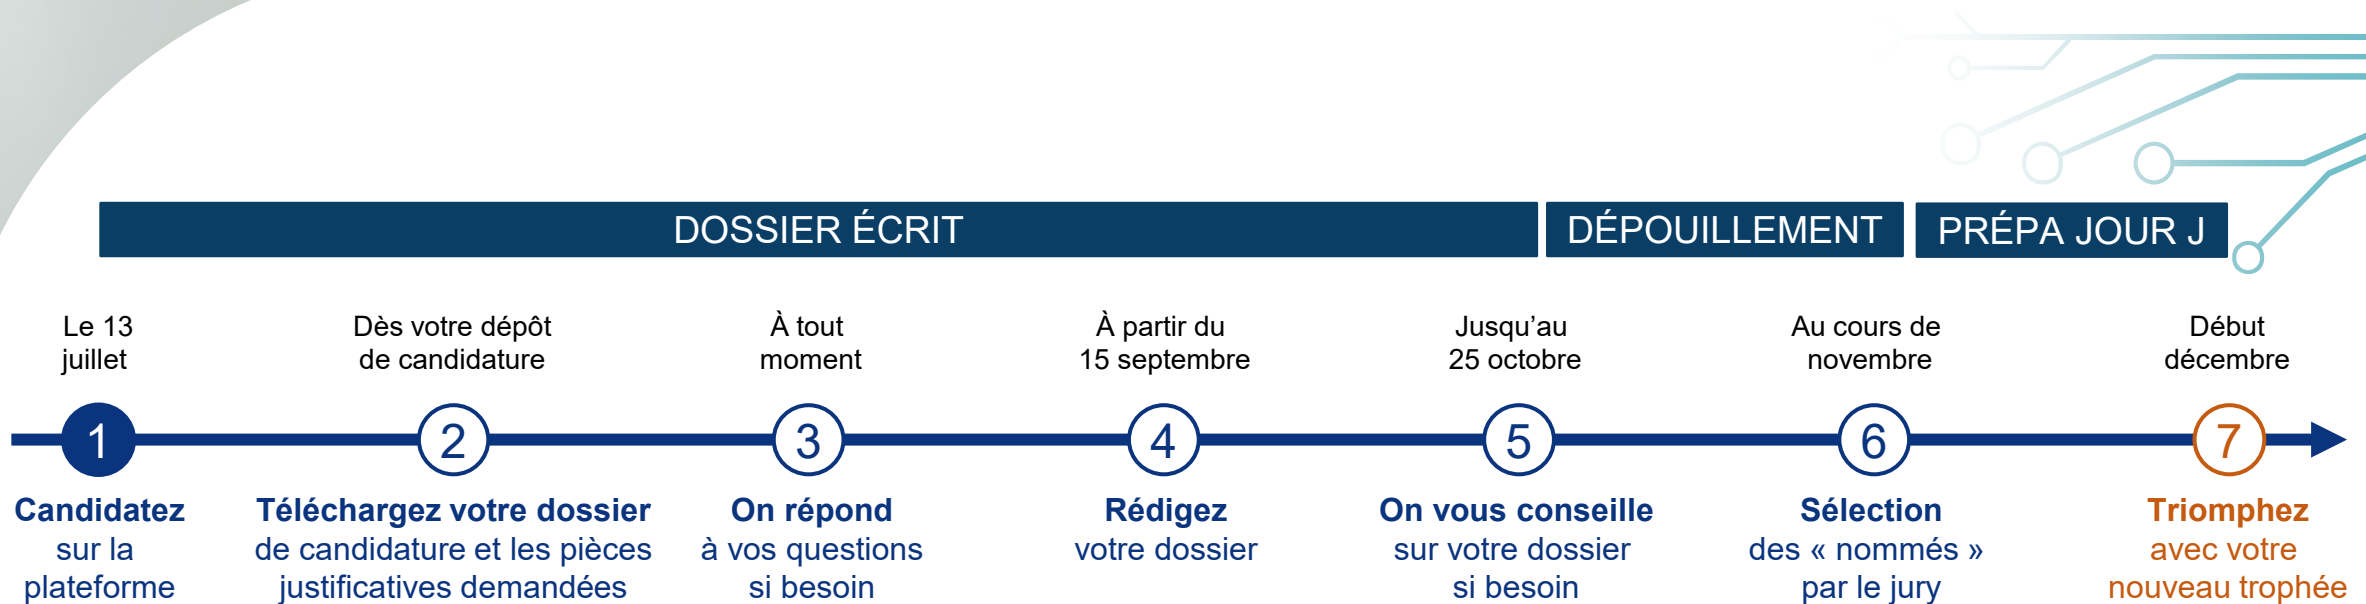 DOSSIER ÉCRIT
DÉPOUILLEMENT
PRÉPA JOUR J
Le 13
juillet
Dès votre dépôt
de candidature
À tout
moment
À partir du
15 septembre
Jusqu’au
25 octobre
Au cours de
novembre
Début
décembre
1
2
3
4
5
6
7
Candidatez
sur la
plateforme
Téléchargez votre dossier
de candidature et les pièces
justificatives demandées
On répond
à vos questions
si besoin
Rédigez
votre dossier
On vous conseille
sur votre dossier
si besoin
Sélection
des « nommés »
par le jury
Triomphez
avec votre
nouveau trophée